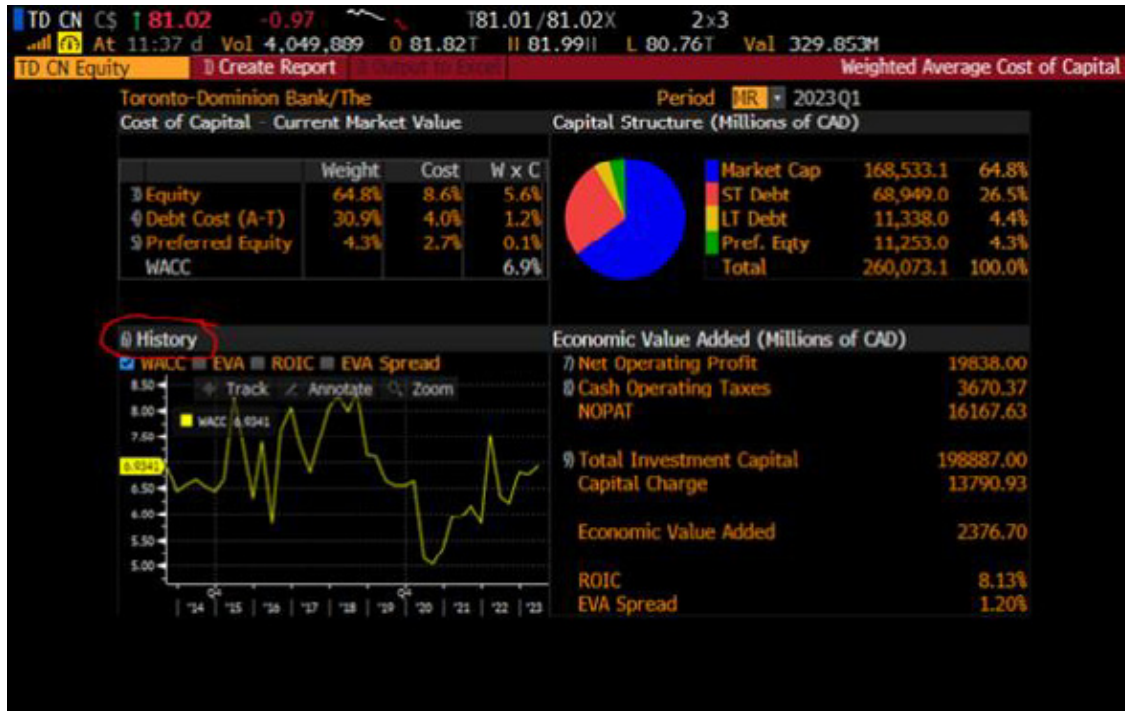 TD CN C$ ↑81.02 -0.97 T81.01/81.02X 2x3
At 11:37 d Vol 4,049,889 O 81.82T H 81.99H L 80.76T Val 329.853M
TD CN Equity 1) Create Report Output to Excel Weighted Average Cost of Capital
Toronto-Dominion Bank/The Period MR 2023Q1
Cost of Capital - Current Market Value
Weight Cost W x C
3) Equity 64.8% 8.6% 5.6%
4) Debt Cost (A-T) 30.9% 4.0% 1.2%
5) Preferred Equity 4.3% 2.7% 0.1%
WACC 6.9%
Capital Structure (Millions of CAD)
Market Cap 168,533.1 64.8%
ST Debt 68,949.0 26.5%
LT Debt 11,338.0 4.4%
Pref. Eqty 11,253.0 4.3%
Total 260,073.1 100.0%
6) History
WACC EVA ROIC EVA Spread
Track Annotate Zoom
WACC 6.9341
8.50
8.00
7.50
6.9341
6.50
6.00
5.50
5.00
Q4 Q4
'14 '15 '16 '17 '18 '19 '20 '21 '22 '23
Economic Value Added (Millions of CAD)
7) Net Operating Profit 19838.00
8) Cash Operating Taxes 3670.37
NOPAT 16167.63
9) Total Investment Capital 198887.00
Capital Charge 13790.93
Economic Value Added 2376.70
ROIC 8.13%
EVA Spread 1.20%